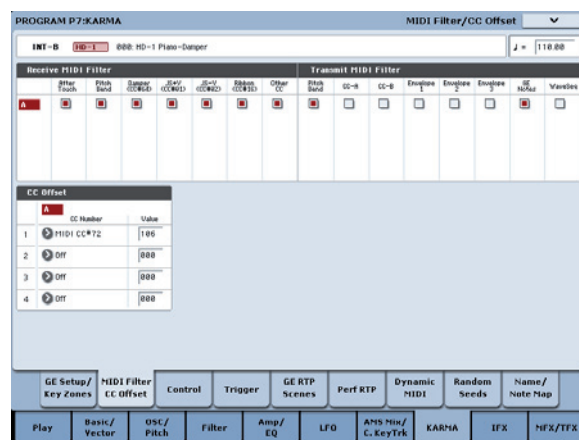 PROGRAM P7:KARMA MIDI Filter/CC Offset
INT-B HD-1 000: HD-1 Piano-Damper ♩ = 110.00
Receive MIDI Filter Transmit MIDI Filter
After Touch Pitch Bend Damper (CC#64) JS+Y (CC#01) JS-Y (CC#02) Ribbon (CC#16) Other CC Pitch Bend CC-A CC-B Envelope 1 Envelope 2 Envelope 3 GE Notes WaveSeq
A
CC Offset
A
CC Number Value
1 MIDI CC#72 106
2 Off 000
3 Off 000
4 Off 000
GE Setup/ Key Zones MIDI Filter CC Offset Control Trigger GE RTP Scenes Perf RTP Dynamic MIDI Random Seeds Name/ Note Map
Play Basic/ Vector OSC/ Pitch Filter Amp/ EQ LFO AMS Mix/ C.KeyTrk KARMA IFX MFX/TFX